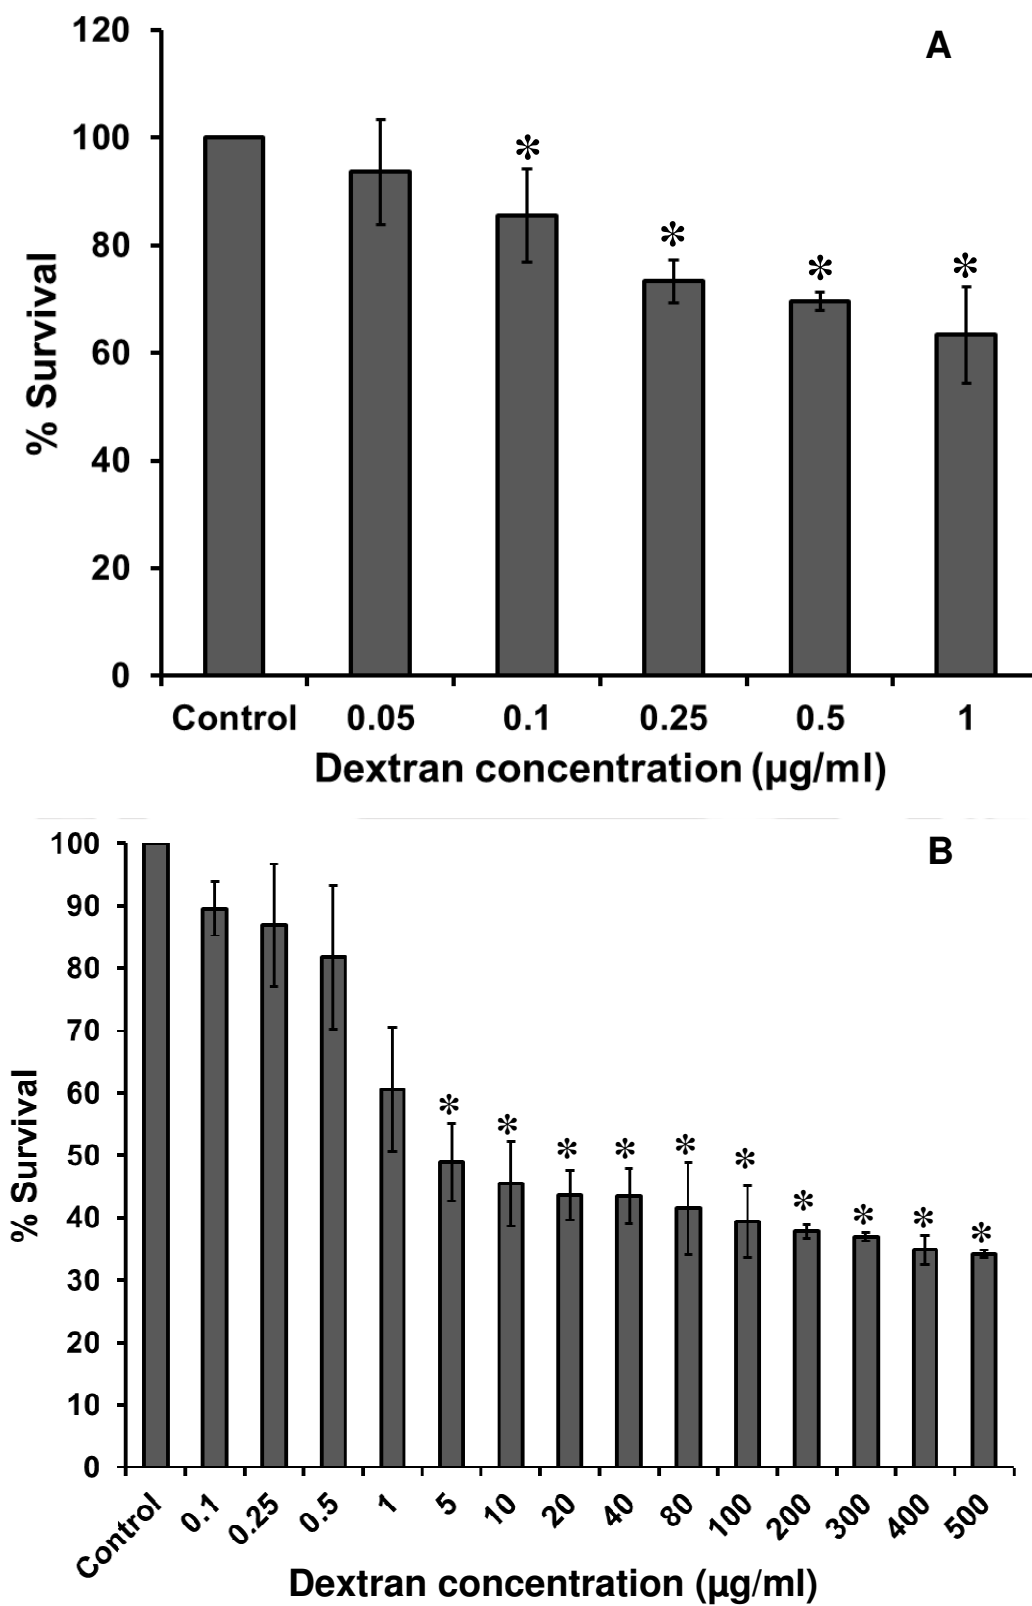 A
120
100
80
60
40
20
0
% Survival
* * * *
Control 0.05 0.1 0.25 0.5 1
Dextran concentration (µg/ml)
B
100
90
80
70
60
50
40
30
20
10
0
% Survival
* * * * * * * * * *
Control 0.1 0.25 0.5 1 5 10 20 40 80 100 200 300 400 500
Dextran concentration (µg/ml)